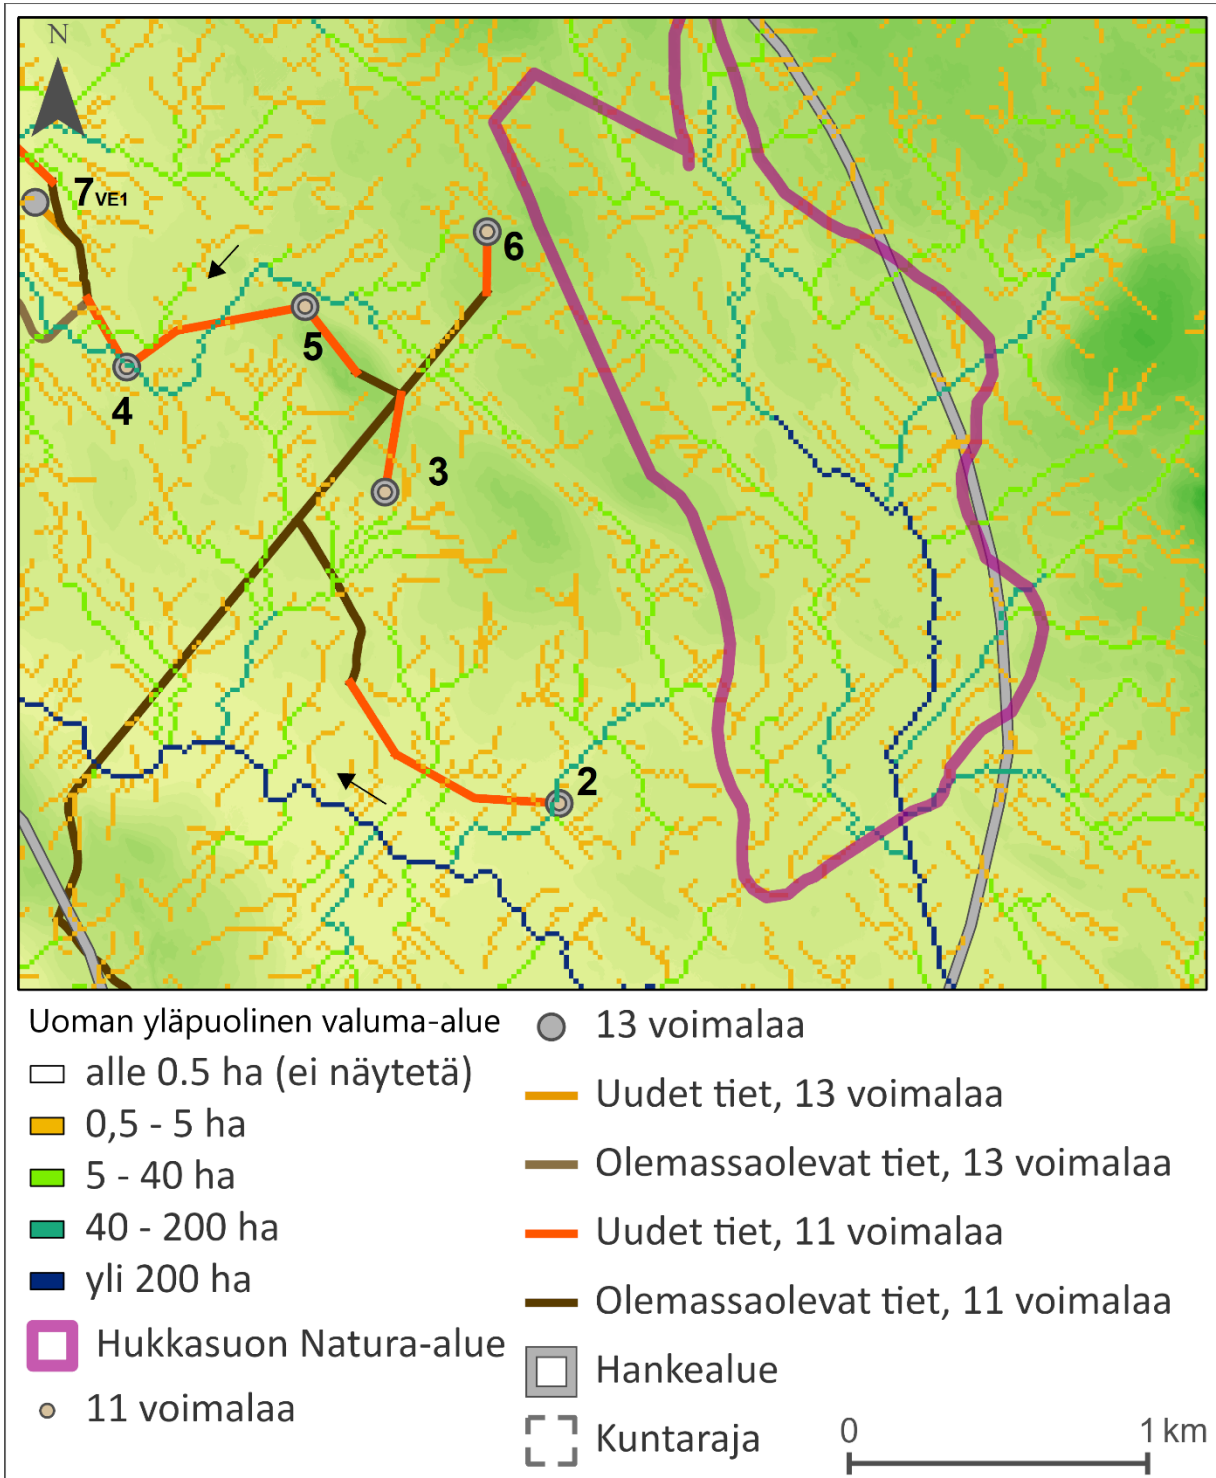 N
7 VE1
6
5
4
3
2
Uoman yläpuolinen valuma-alue
alle 0.5 ha (ei näytetä)
0,5 - 5 ha
5 - 40 ha
40 - 200 ha
yli 200 ha
Hukkasuon Natura-alue
11 voimalaa
13 voimalaa
Uudet tiet, 13 voimalaa
Olemassaolevat tiet, 13 voimalaa
Uudet tiet, 11 voimalaa
Olemassaolevat tiet, 11 voimalaa
Hankealue
Kuntaraja
0 1 km